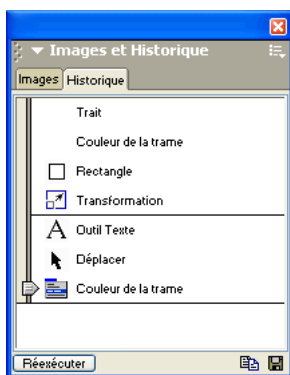 Images et Historique
Images Historique
Trait
Couleur de la trame
Rectangle
Transformation
A Outil Texte
Déplacer
Couleur de la trame
Réexécuter